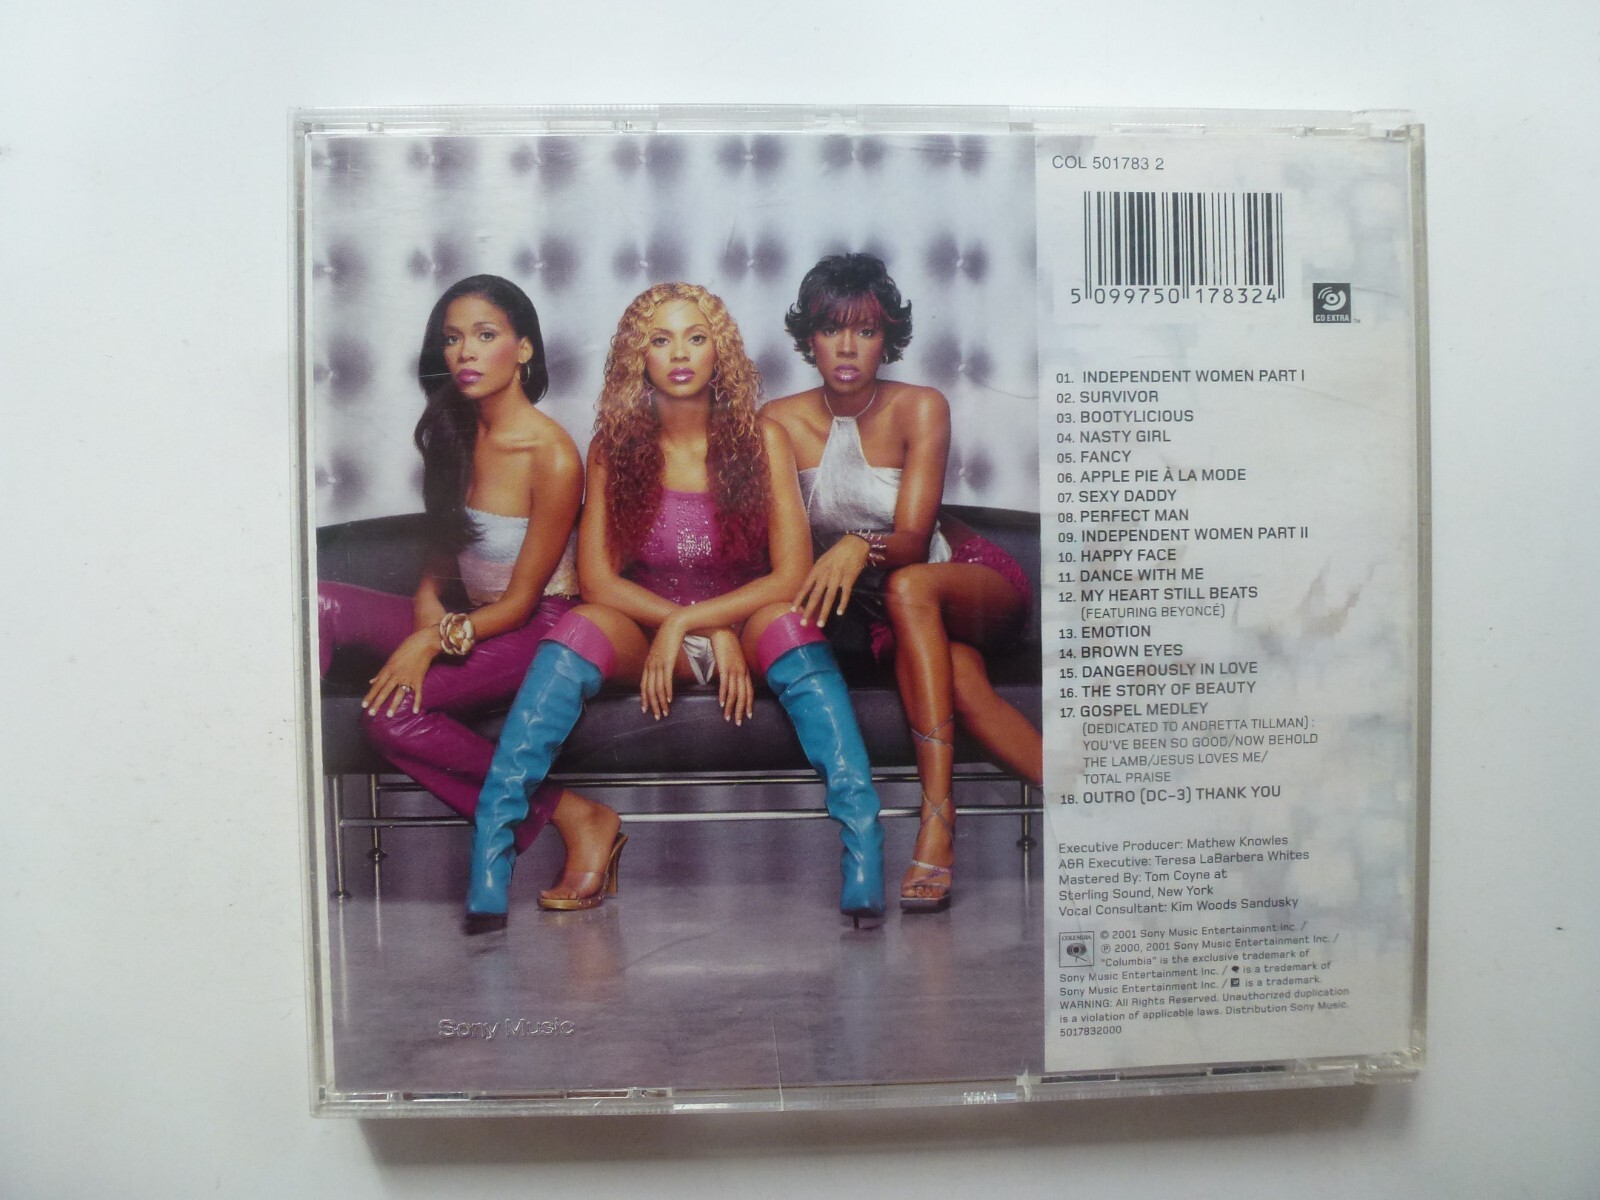 COL 501783 2
5 099750 178324
CD EXTRA™
01. INDEPENDENT WOMEN PART I
02. SURVIVOR
03. BOOTYLICIOUS
04. NASTY GIRL
05. FANCY
06. APPLE PIE À LA MODE
07. SEXY DADDY
08. PERFECT MAN
09. INDEPENDENT WOMEN PART II
10. HAPPY FACE
11. DANCE WITH ME
12. MY HEART STILL BEATS
(FEATURING BEYONCÉ)
13. EMOTION
14. BROWN EYES
15. DANGEROUSLY IN LOVE
16. THE STORY OF BEAUTY
17. GOSPEL MEDLEY
(DEDICATED TO ANDRETTA TILLMAN):
YOU'VE BEEN SO GOOD/NOW BEHOLD
THE LAMB/JESUS LOVES ME/
TOTAL PRAISE
18. OUTRO (DC-3) THANK YOU
Executive Producer: Mathew Knowles
A&R Executive: Teresa LaBarbera Whites
Mastered By: Tom Coyne at
Sterling Sound, New York
Vocal Consultant: Kim Woods Sandusky
COLUMBIA
© 2001 Sony Music Entertainment Inc. /
℗ 2000, 2001 Sony Music Entertainment Inc. /
"Columbia" is the exclusive trademark of
Sony Music Entertainment Inc. / is a trademark of
Sony Music Entertainment Inc. / is a trademark.
WARNING: All Rights Reserved. Unauthorized duplication
is a violation of applicable laws. Distribution Sony Music.
5017832000
Sony Music